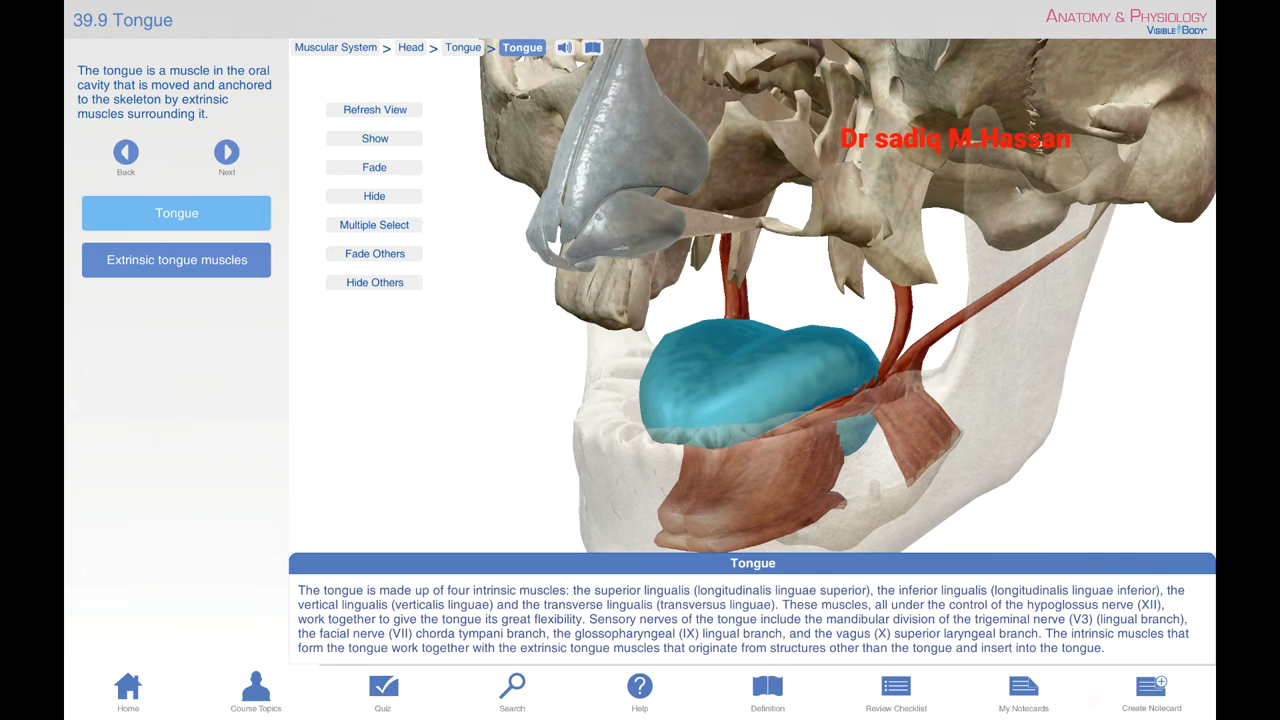 39.9 Tongue
ANATOMY & PHYSIOLOGY
VISIBLE BODY®
Muscular System > Head > Tongue > Tongue
The tongue is a muscle in the oral
cavity that is moved and anchored
to the skeleton by extrinsic
muscles surrounding it.
Back
Next
Tongue
Extrinsic tongue muscles
Refresh View
Show
Fade
Hide
Multiple Select
Fade Others
Hide Others
Dr sadiq M.Hassan
Tongue
The tongue is made up of four intrinsic muscles: the superior lingualis (longitudinalis linguae superior), the inferior lingualis (longitudinalis linguae inferior), the
vertical lingualis (verticalis linguae) and the transverse lingualis (transversus linguae). These muscles, all under the control of the hypoglossus nerve (XII),
work together to give the tongue its great flexibility. Sensory nerves of the tongue include the mandibular division of the trigeminal nerve (V3) (lingual branch),
the facial nerve (VII) chorda tympani branch, the glossopharyngeal (IX) lingual branch, and the vagus (X) superior laryngeal branch. The intrinsic muscles that
form the tongue work together with the extrinsic tongue muscles that originate from structures other than the tongue and insert into the tongue.
Home
Course Topics
Quiz
Search
Help
Definition
Review Checklist
My Notecards
Create Notecard